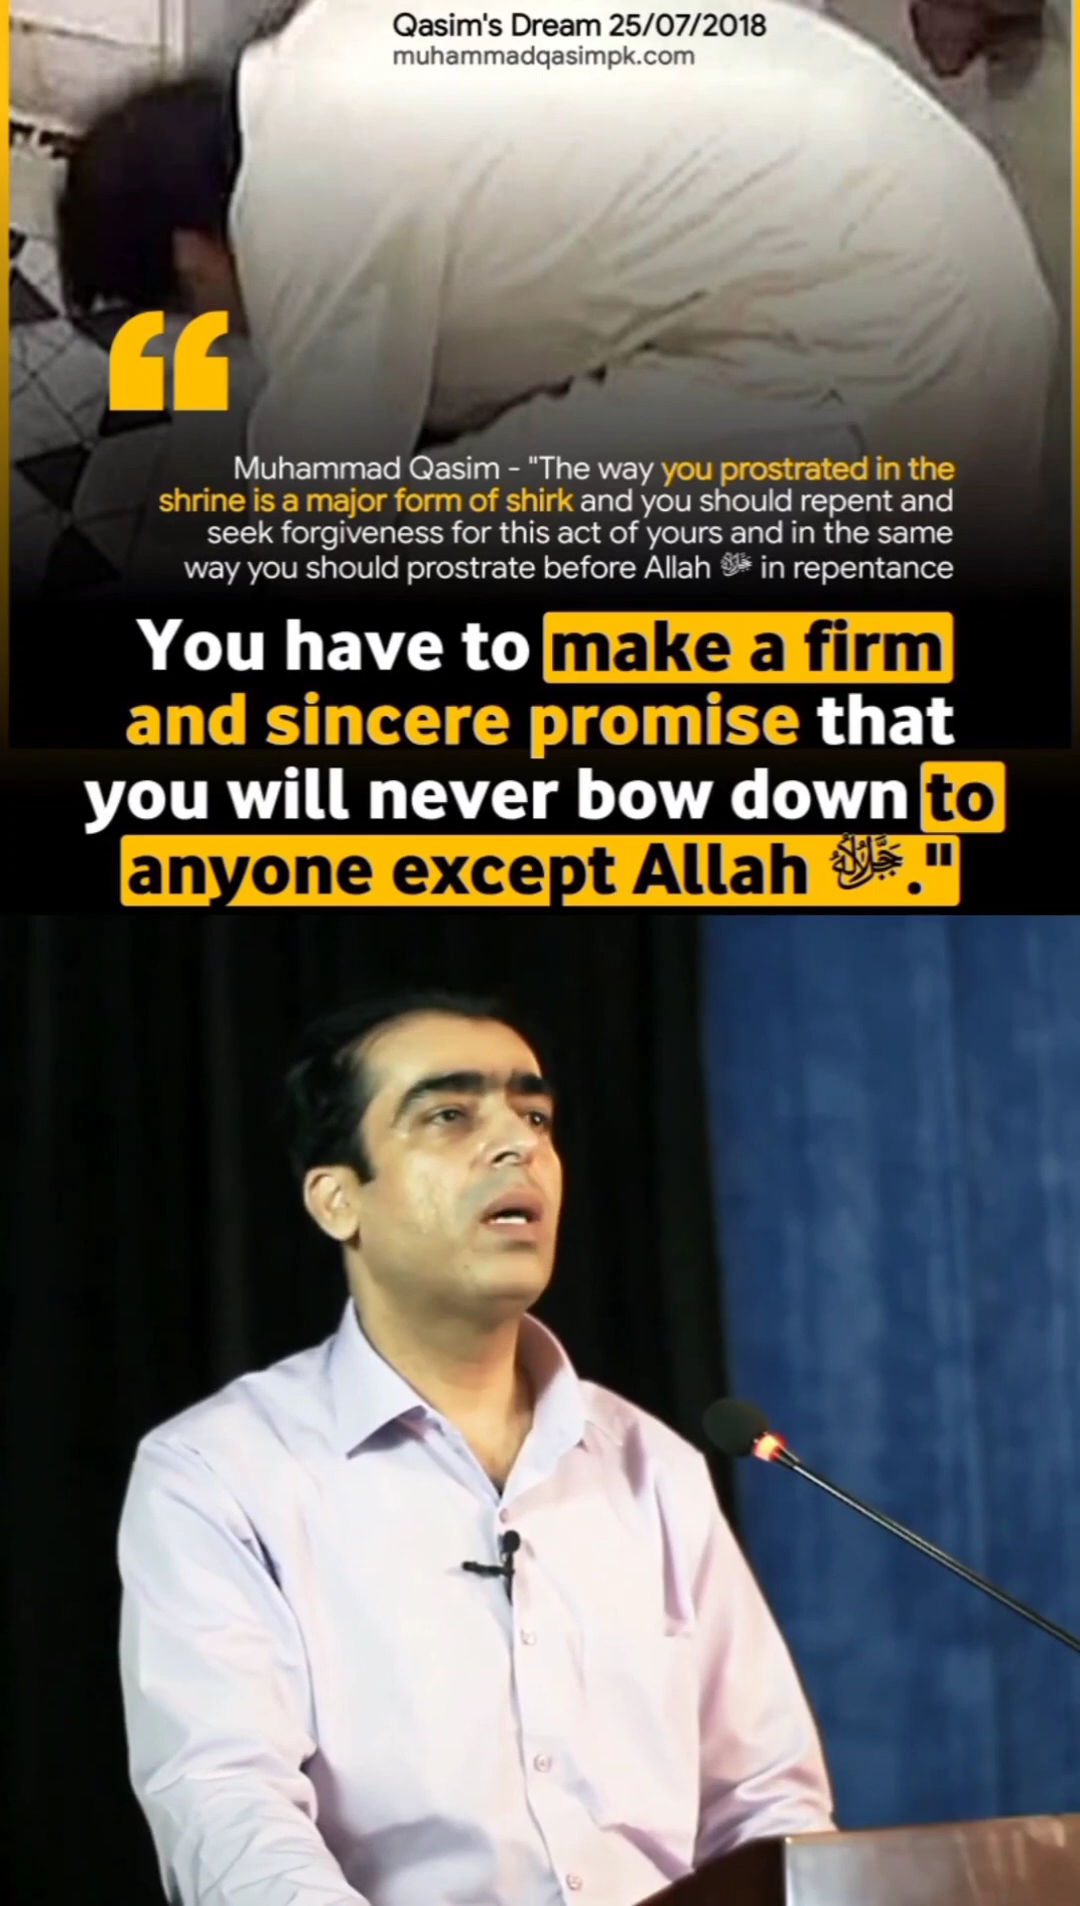 Qasim's Dream 25/07/2018
muhammadqasimpk.com
Muhammad Qasim - "The way you prostrated in the
shrine is a major form of shirk and you should repent and
seek forgiveness for this act of yours and in the same
way you should prostrate before Allah ﷻ in repentance
You have to make a firm
and sincere promise that
you will never bow down to
anyone except Allah ﷻ."